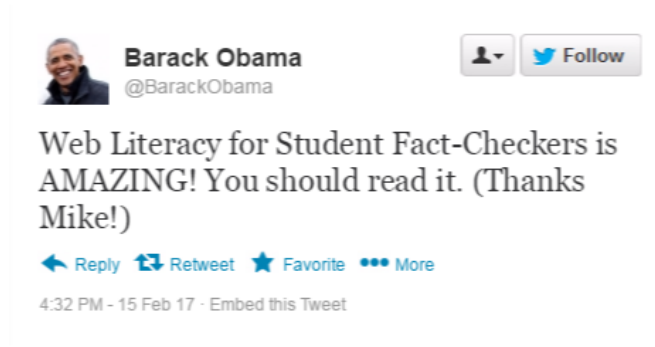 Barack Obama
Follow
@BarackObama
Web Literacy for Student Fact-Checkers is
AMAZING! You should read it. (Thanks
Mike!)
Reply Retweet Favorite More
4:32 PM - 15 Feb 17 · Embed this Tweet